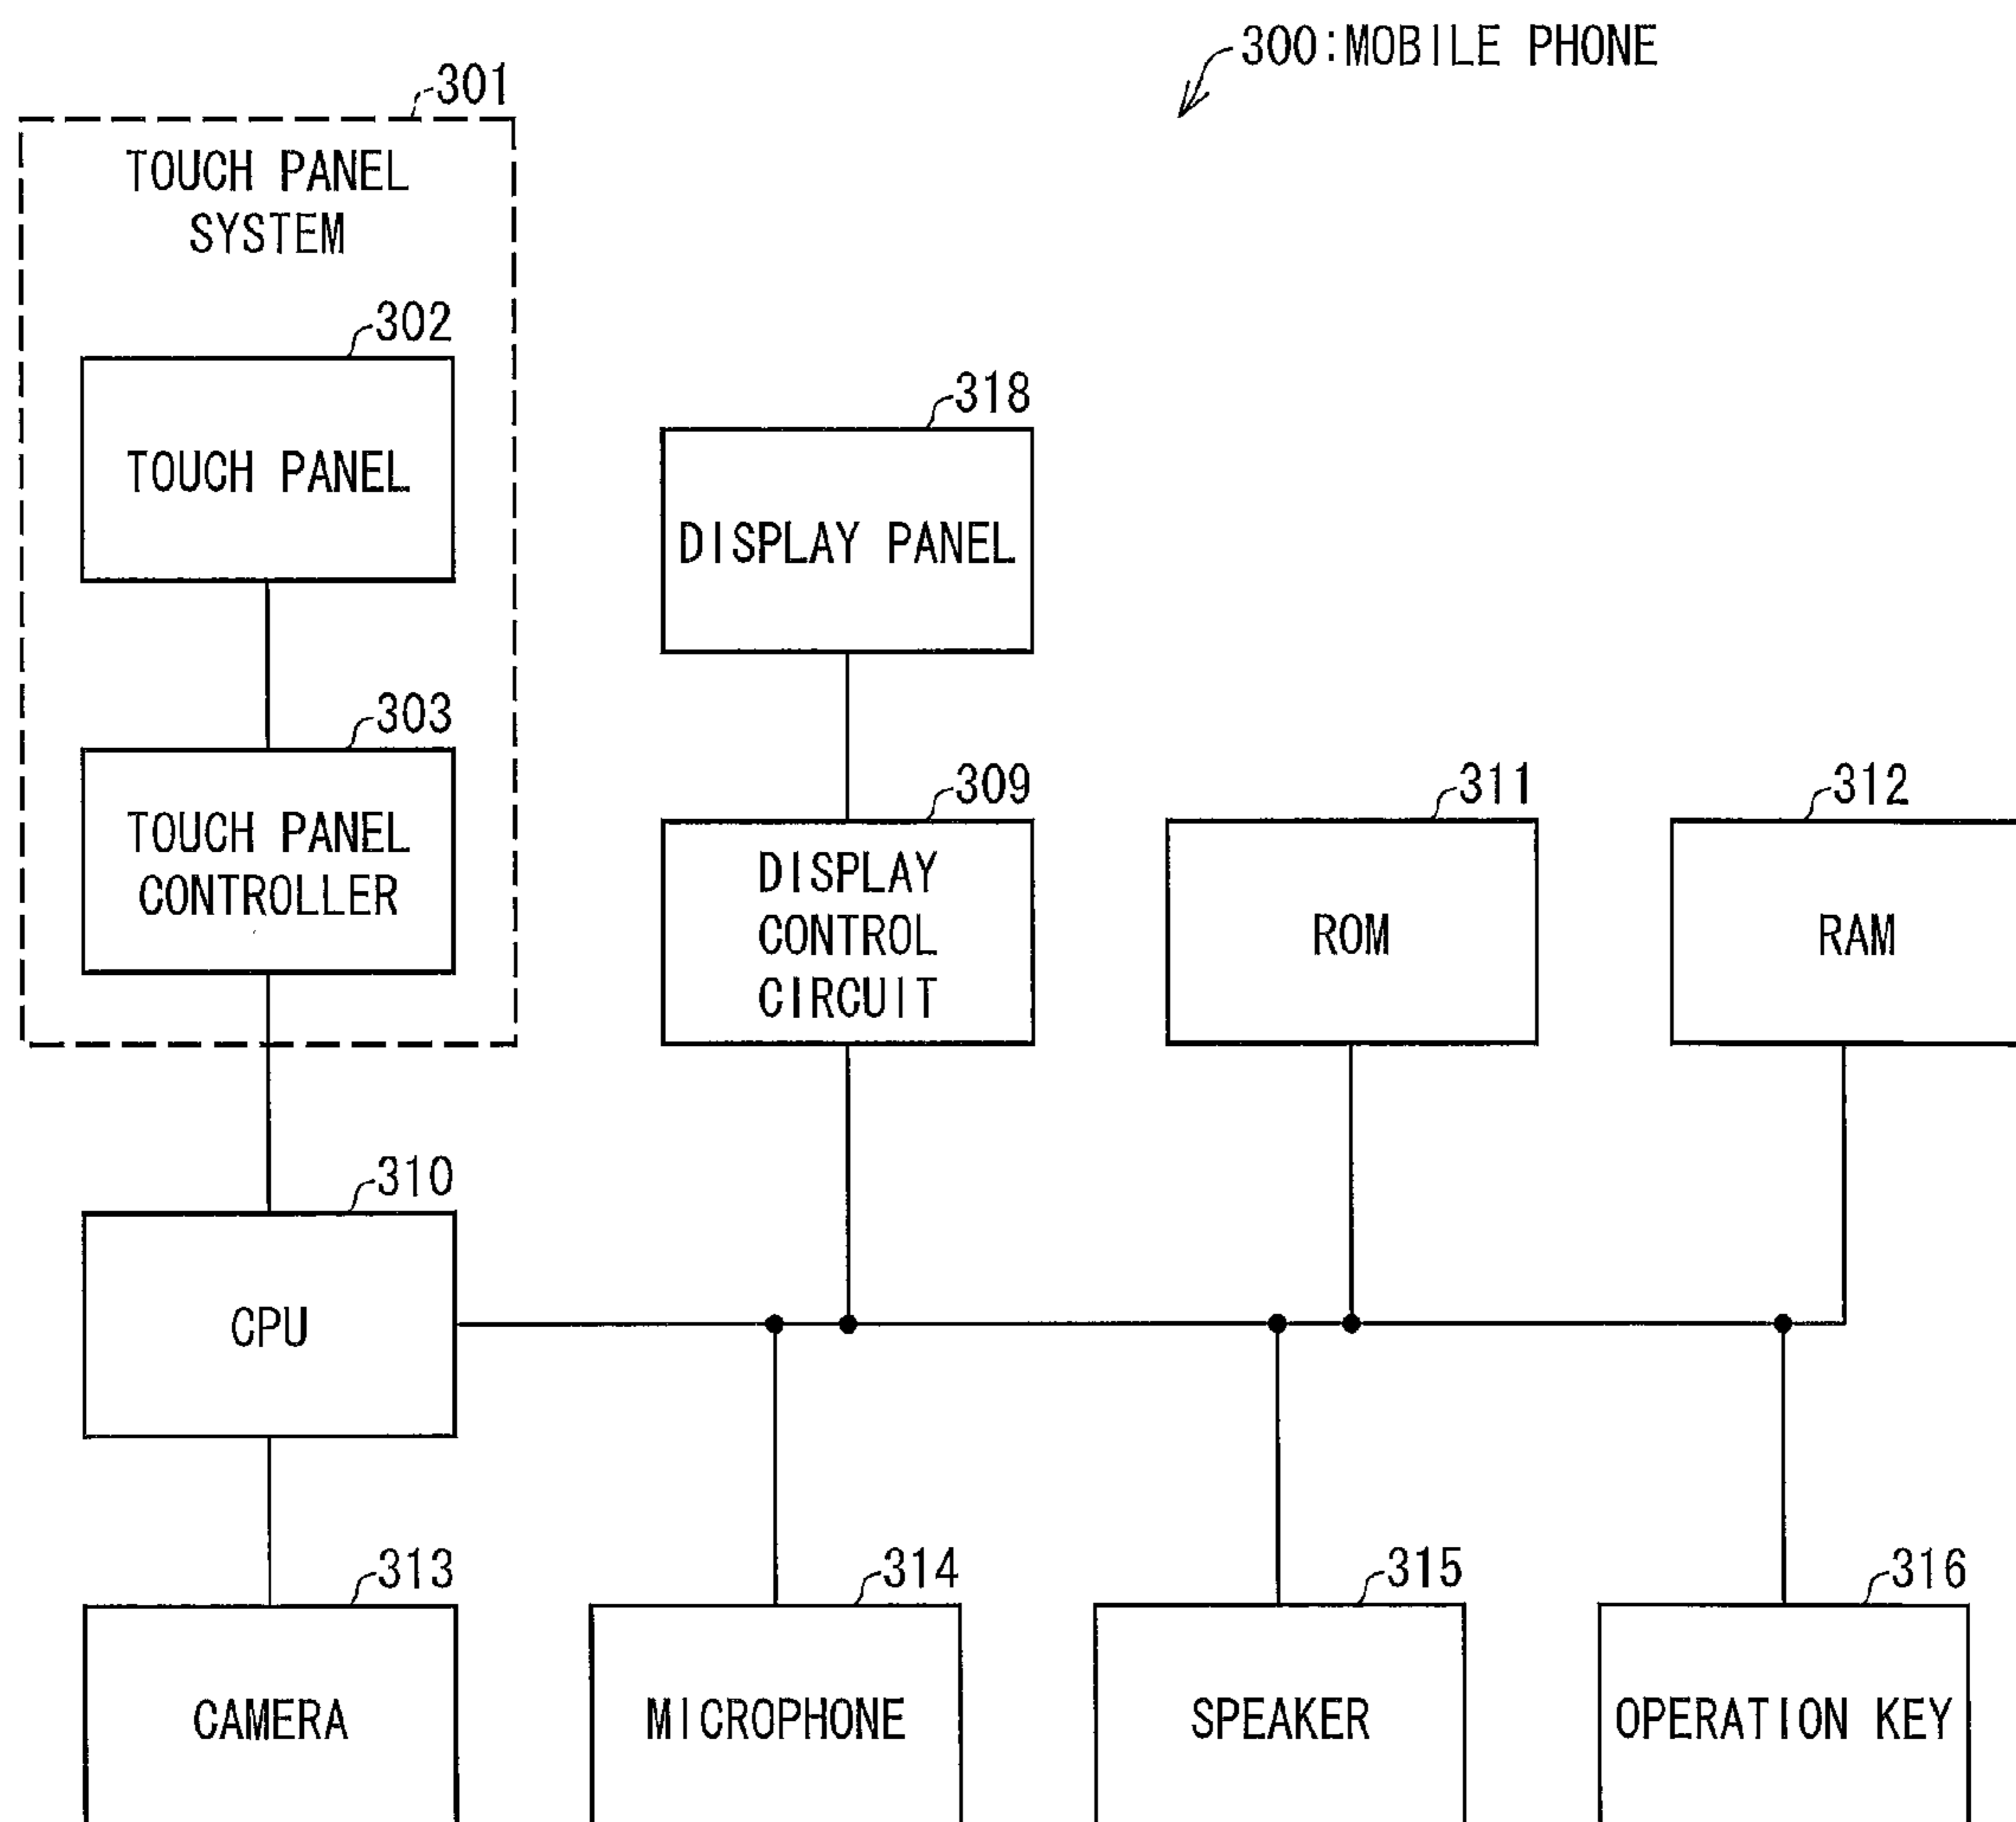 300:MOBILE PHONE
301
TOUCH PANEL
SYSTEM
302
TOUCH PANEL
318
DISPLAY PANEL
303
TOUCH PANEL
CONTROLLER
309
DISPLAY
CONTROL
CIRCUIT
311
ROM
312
RAM
310
CPU
313
CAMERA
314
MICROPHONE
315
SPEAKER
316
OPERATION KEY